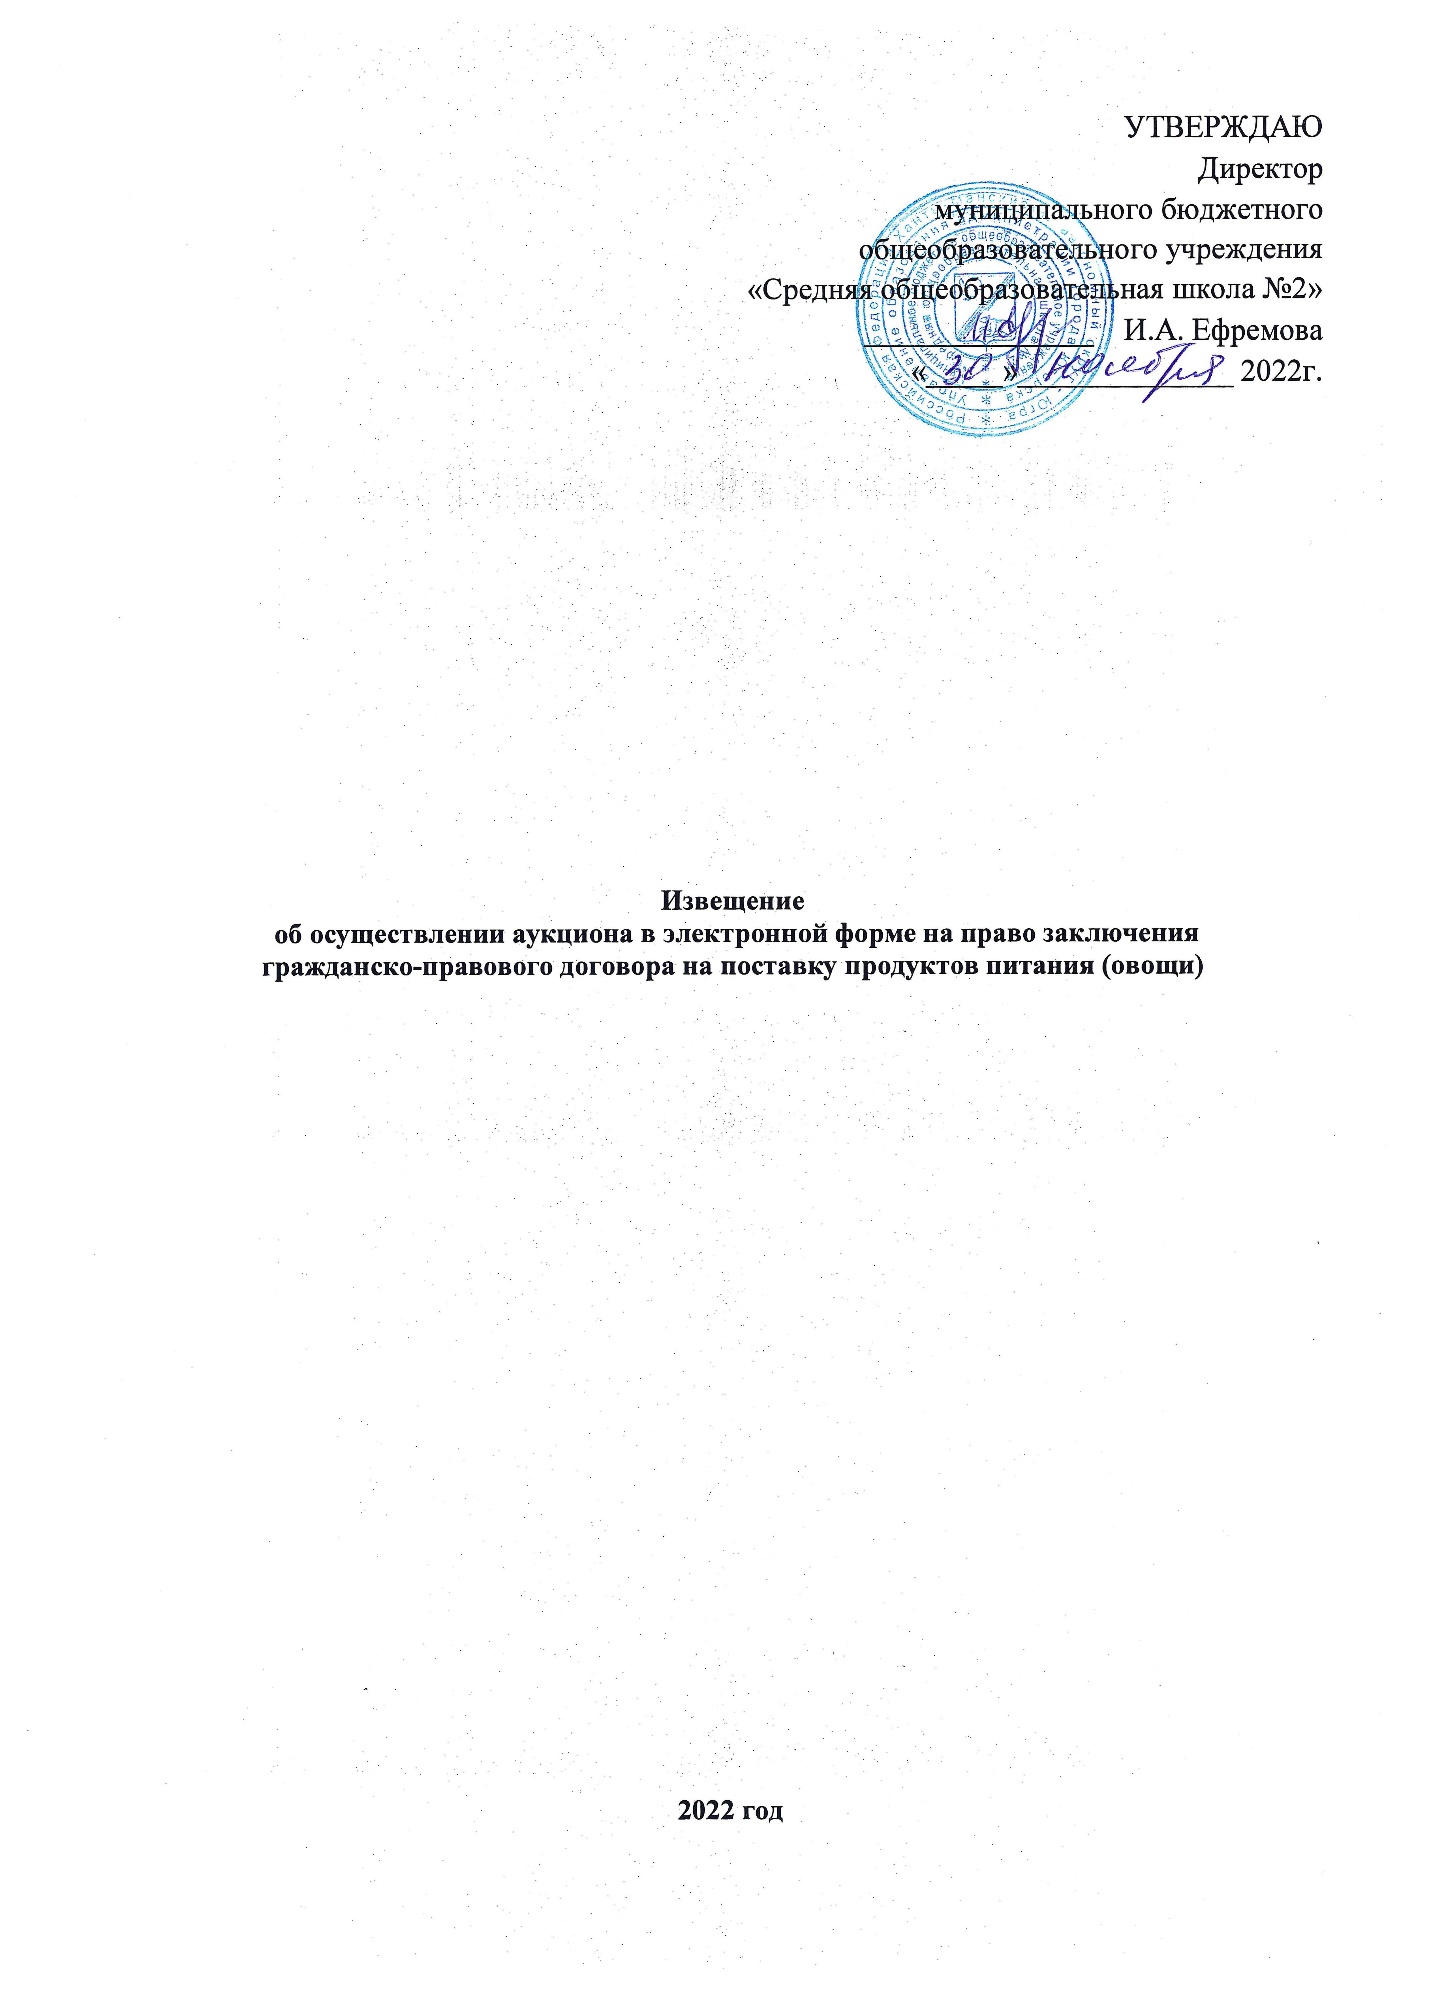 УТВЕРЖДАЮ
Директор
муниципального бюджетного
общеобразовательного учреждения
«Средняя общеобразовательная школа №2»
И.А. Ефремова
« 30 » ноября 2022г.
Извещение
об осуществлении аукциона в электронной форме на право заключения
гражданско-правового договора на поставку продуктов питания (овощи)
2022 год